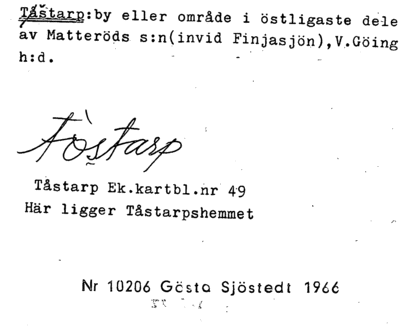 Tåstarp:by eller område i östligaste dele
av Matteröds s:n(invid Finjasjön),V.Göing
h:d.
tòstarp
Tåstarp Ek.kartbl.nr 49
Här ligger Tåstarpshemmet
Nr 10206 Gösta Sjöstedt 1966